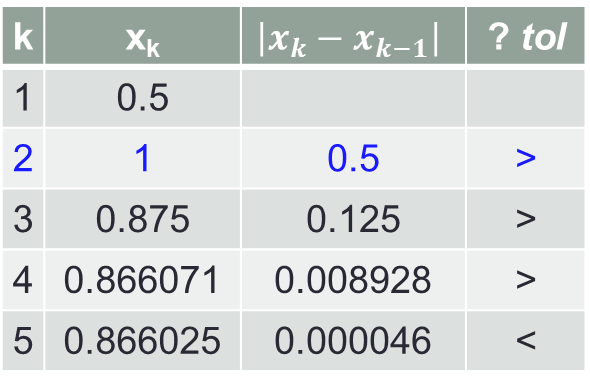 k xₖ |xₖ − xₖ₋₁| ? tol
1 0.5
2 1 0.5 >
3 0.875 0.125 >
4 0.866071 0.008928 >
5 0.866025 0.000046 <